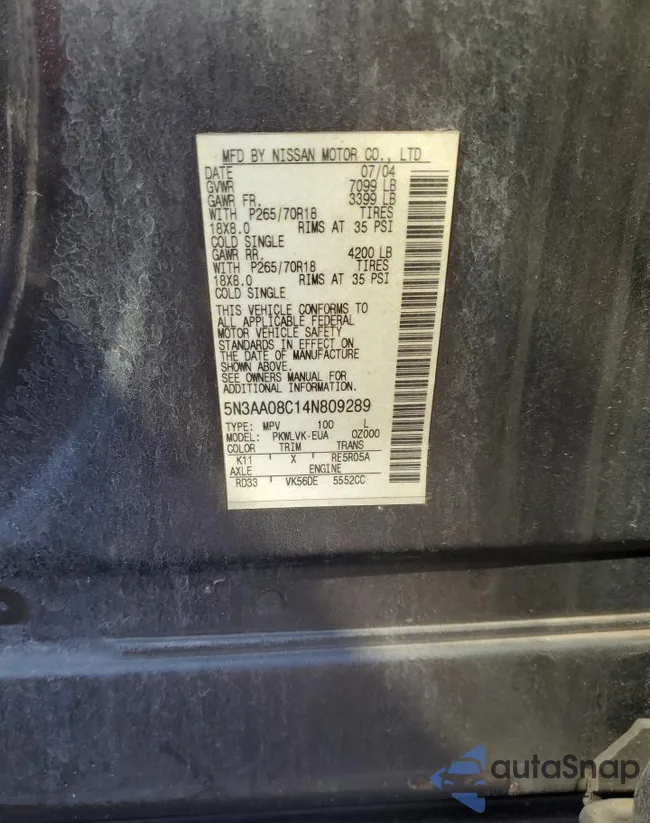 MFD BY NISSAN MOTOR CO., LTD
DATE 07/04
GVWR 7099 LB
GAWR FR. 3399 LB
WITH P265/70R18 TIRES
18X8.0 RIMS AT 35 PSI
COLD SINGLE
GAWR RR. 4200 LB
WITH P265/70R18 TIRES
18X8.0 RIMS AT 35 PSI
COLD SINGLE
THIS VEHICLE CONFORMS TO
ALL APPLICABLE FEDERAL
MOTOR VEHICLE SAFETY
STANDARDS IN EFFECT ON
THE DATE OF MANUFACTURE
SHOWN ABOVE.
SEE OWNERS MANUAL FOR
ADDITIONAL INFORMATION.
5N3AA08C14N809289
TYPE: MPV 100 L
MODEL: PKWLVK-EUA 0Z000
COLOR TRIM TRANS
K11 X RE5R05A
AXLE ENGINE
RD33 VK56DE 5552CC
autaSnap